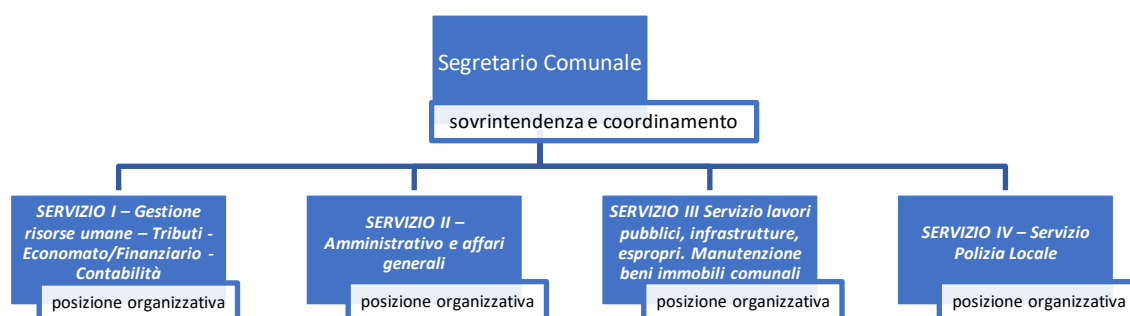 Segretario Comunale
sovrintendenza e coordinamento
SERVIZIO I – Gestione
risorse umane – Tributi -
Economato/Finanziario -
Contabilità
posizione organizzativa
SERVIZIO II –
Amministrativo e affari
generali
posizione organizzativa
SERVIZIO III Servizio lavori
pubblici, infrastrutture,
espropri. Manutenzione
beni immobili comunali
posizione organizzativa
SERVIZIO IV – Servizio
Polizia Locale
posizione organizzativa